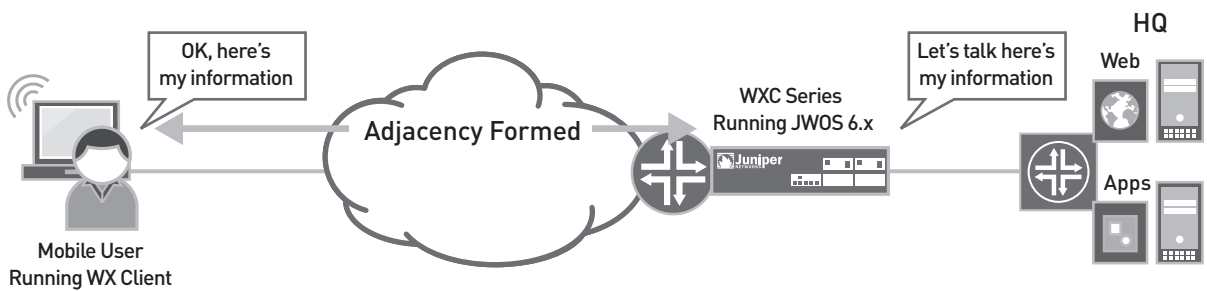 HQ
OK, here's
my information
Let's talk here's
my information
Web
WXC Series
Running JWOS 6.x
Adjacency Formed
Juniper
NETWORKS
Apps
Mobile User
Running WX Client